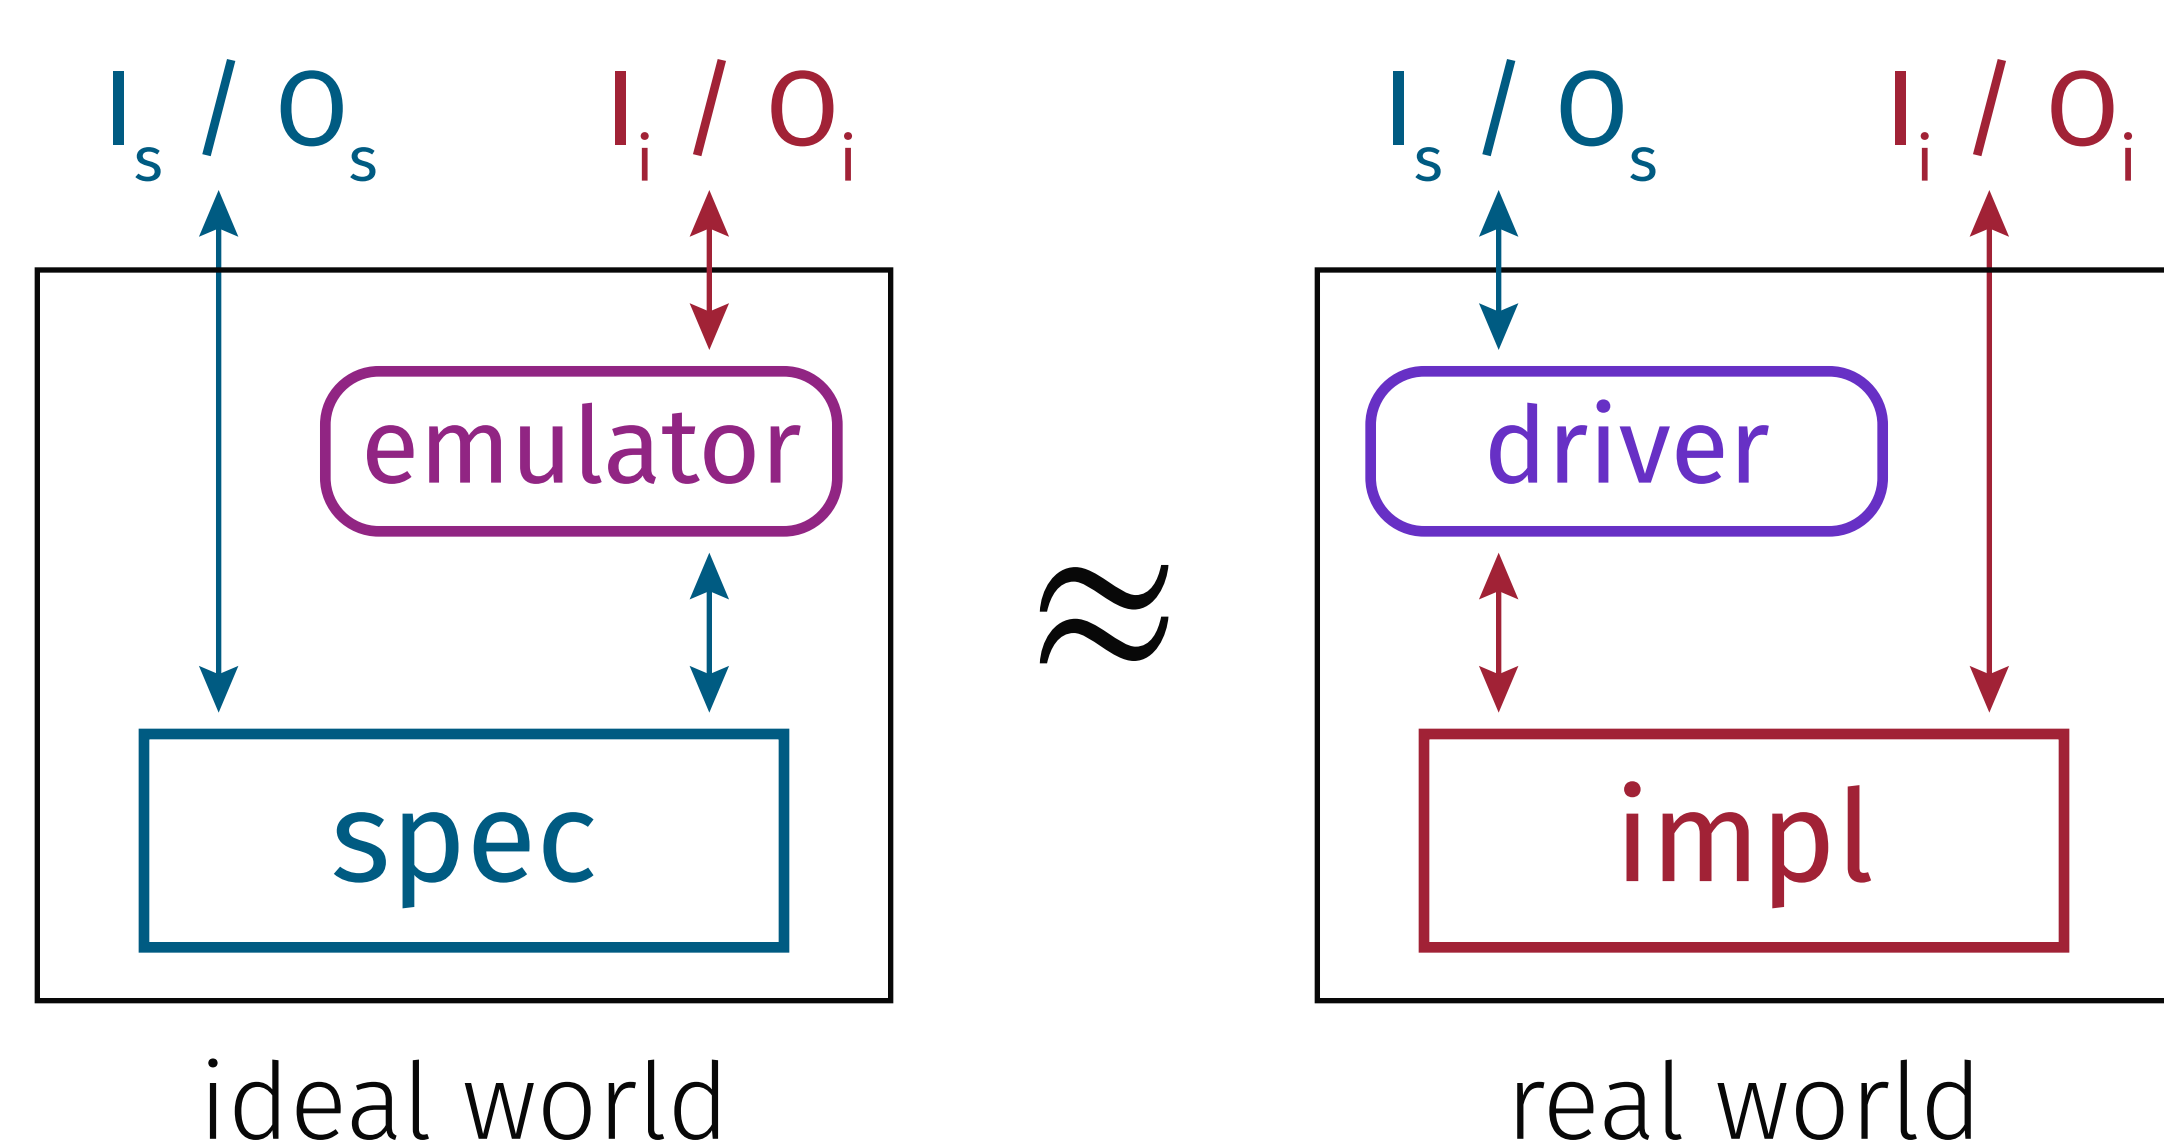 Iₛ / Oₛ Iᵢ / Oᵢ Iₛ / Oₛ Iᵢ / Oᵢ
emulator driver
≈
spec impl
ideal world real world